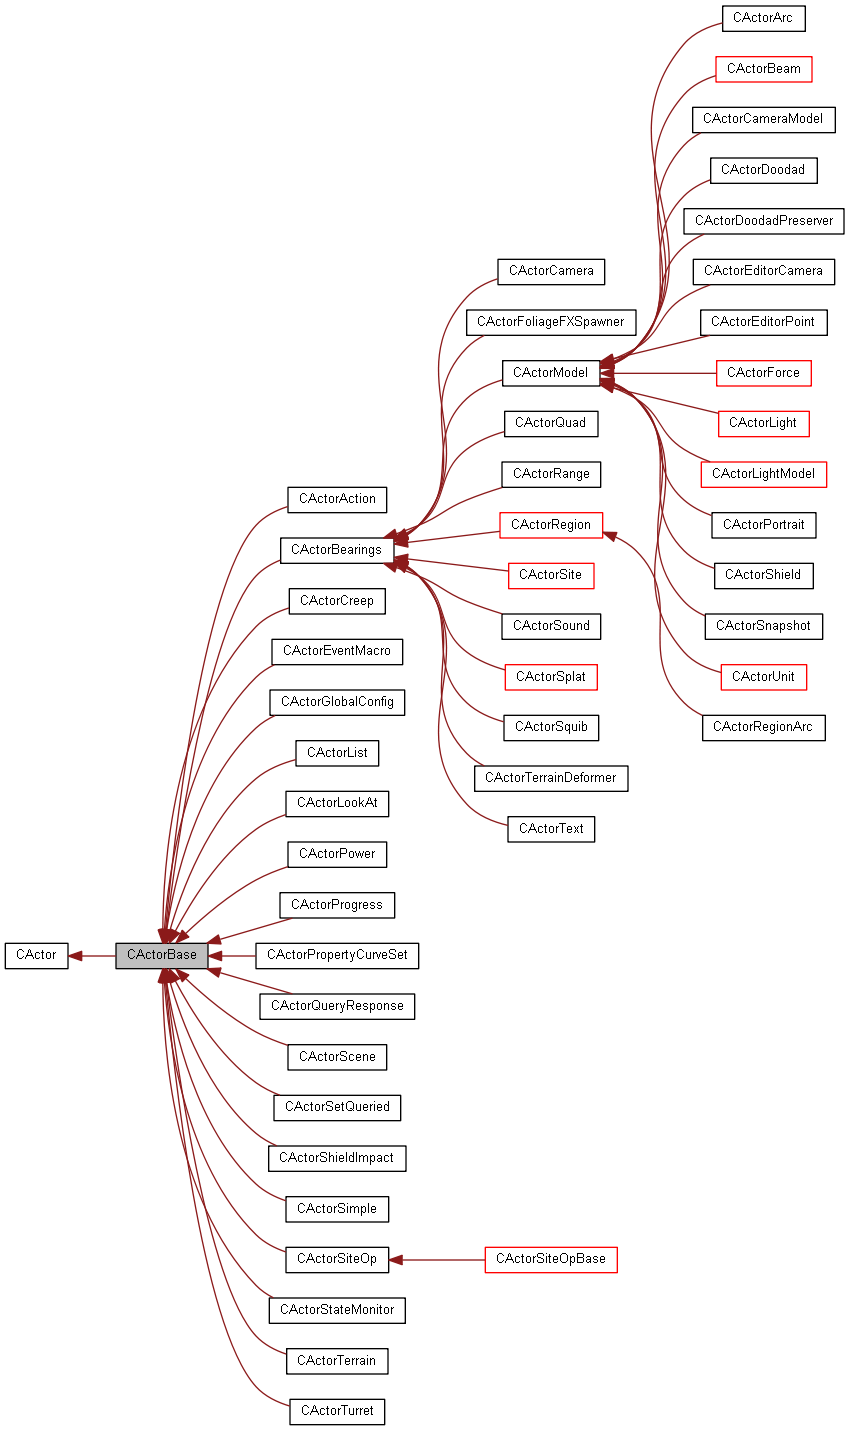 CActorArc
CActorBeam
CActorCameraModel
CActorDoodad
CActorDoodadPreserver
CActorCamera
CActorEditorCamera
CActorFoliageFXSpawner
CActorEditorPoint
CActorModel
CActorForce
CActorQuad
CActorLight
CActorRange
CActorLightModel
CActorAction
CActorRegion
CActorPortrait
CActorBearings
CActorSite
CActorShield
CActorCreep
CActorSound
CActorSnapshot
CActorEventMacro
CActorSplat
CActorUnit
CActorGlobalConfig
CActorSquib
CActorRegionArc
CActorList
CActorTerrainDeformer
CActorLookAt
CActorText
CActorPower
CActorProgress
CActor
CActorBase
CActorPropertyCurveSet
CActorQueryResponse
CActorScene
CActorSetQueried
CActorShieldImpact
CActorSimple
CActorSiteOp
CActorSiteOpBase
CActorStateMonitor
CActorTerrain
CActorTurret